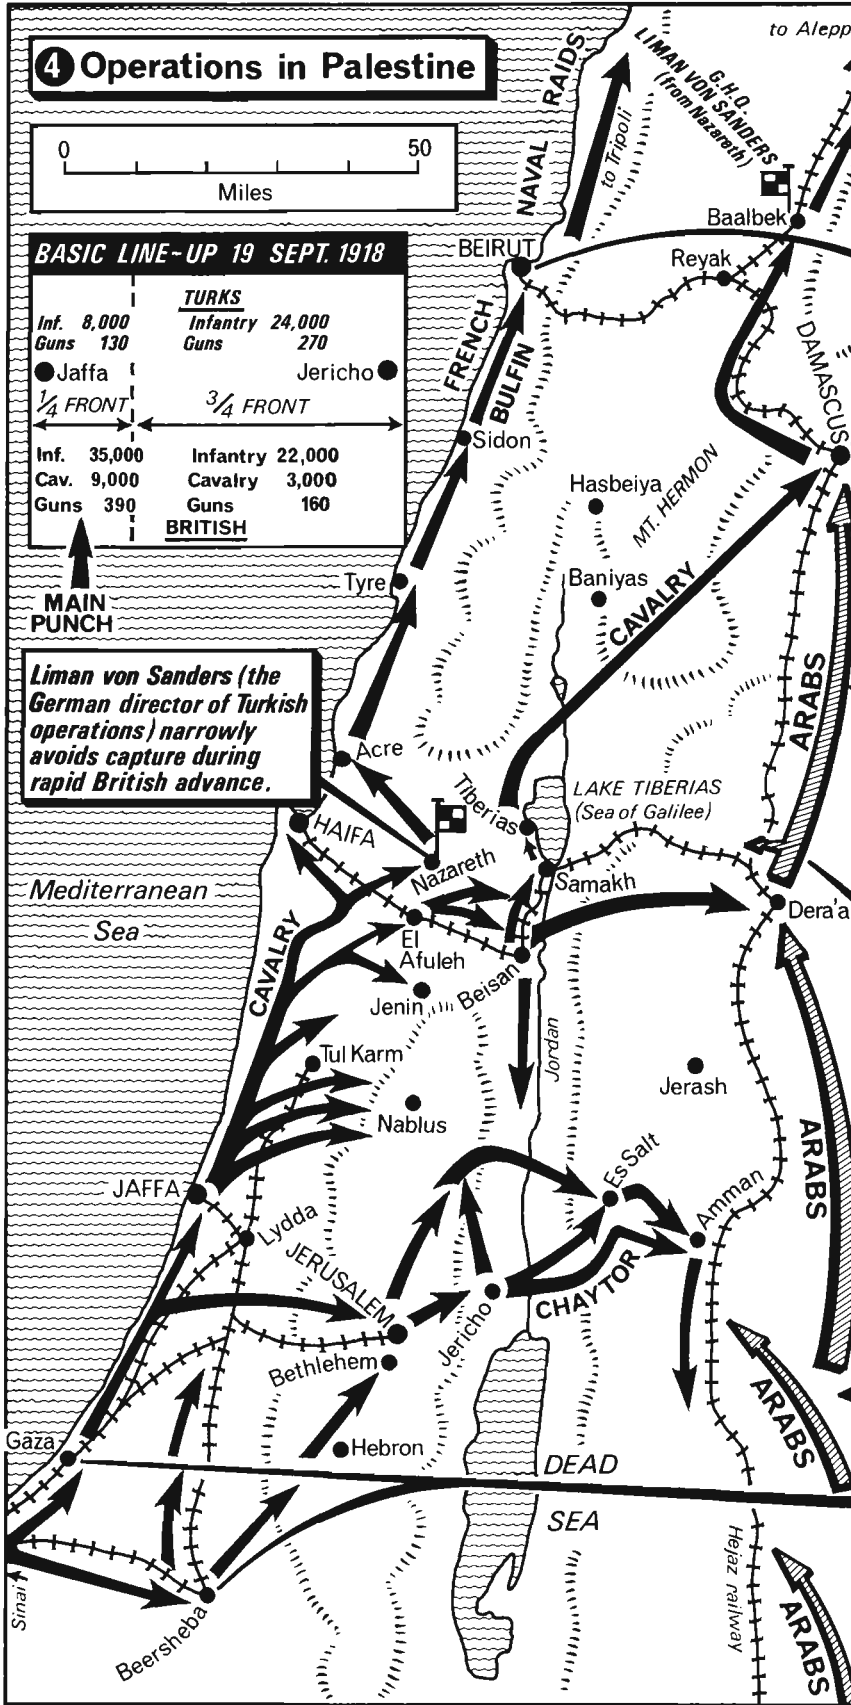 4 Operations in Palestine
0 50
Miles
BASIC LINE-UP 19 SEPT. 1918
TURKS
Inf. 8,000 Infantry 24,000
Guns 130 Guns 270
Jaffa Jericho
1/4 FRONT 3/4 FRONT
Inf. 35,000 Infantry 22,000
Cav. 9,000 Cavalry 3,000
Guns 390 Guns 160
BRITISH
MAIN
PUNCH
Liman von Sanders (the
German director of Turkish
operations) narrowly
avoids capture during
rapid British advance.
to Alepp
G.H.Q.
LIMAN VON SANDERS
(from Nazareth)
FRENCH NAVAL RAIDS
to Tripoli
Baalbek
BEIRUT
Reyak
DAMASCUS
BULFIN
Sidon
Hasbeiya
MT. HERMON
Tyre
Baniyas
CAVALRY
ARABS
Acre
Tiberias
LAKE TIBERIAS
(Sea of Galilee)
HAIFA
Nazareth
Samakh
Mediterranean
Sea
Dera'a
El
Afuleh
CAVALRY
Jenin
Beisan
Jordan
Tul Karm
Jerash
Nablus
ARABS
JAFFA
Es Salt
Amman
Lydda
JERUSALEM
Jericho
CHAYTOR
Bethlehem
ARABS
Gaza
Hebron
DEAD
SEA
Hejaz railway
Sinai
Beersheba
ARABS